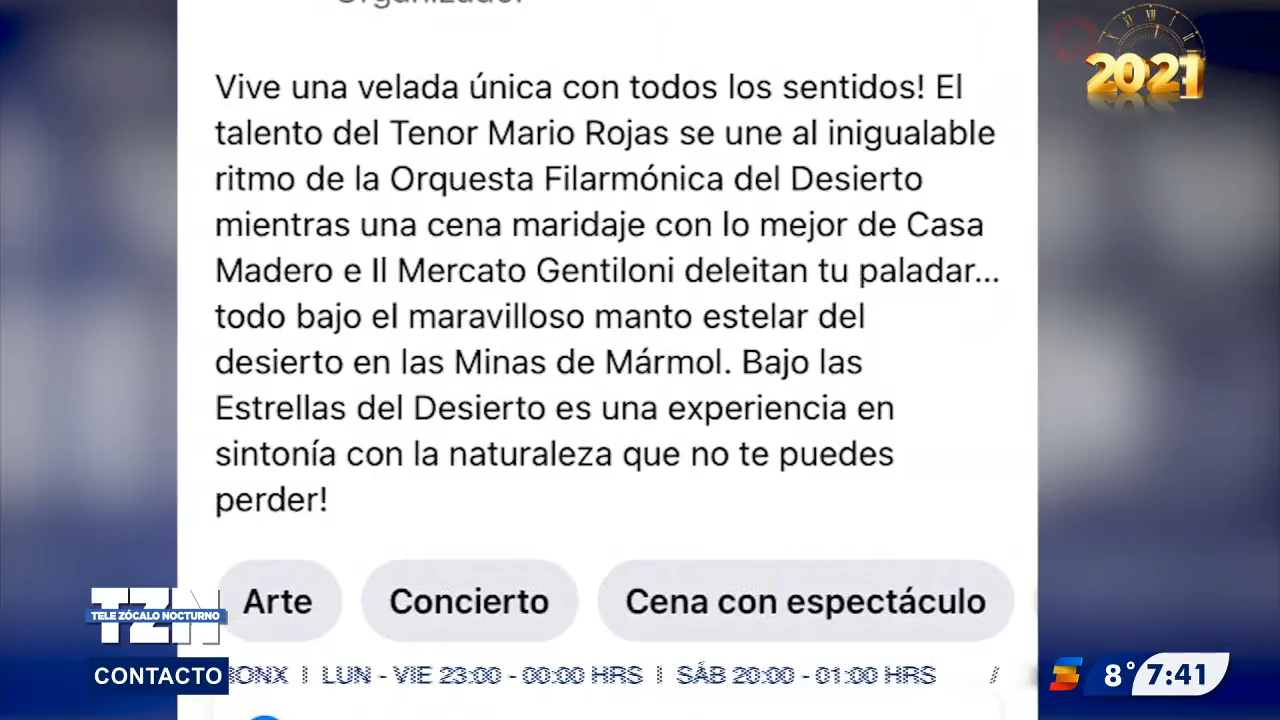 Organizador
2021
Vive una velada única con todos los sentidos! El
talento del Tenor Mario Rojas se une al inigualable
ritmo de la Orquesta Filarmónica del Desierto
mientras una cena maridaje con lo mejor de Casa
Madero e Il Mercato Gentiloni deleitan tu paladar...
todo bajo el maravilloso manto estelar del
desierto en las Minas de Mármol. Bajo las
Estrellas del Desierto es una experiencia en
sintonía con la naturaleza que no te puedes
perder!
Arte
Concierto
Cena con espectáculo
TZN
TELE ZÓCALO NOCTURNO
CONTACTO
LUN - VIE 23:00 - 00:00 HRS | SÁB 20:00 - 01:00 HRS /
8° 7:41